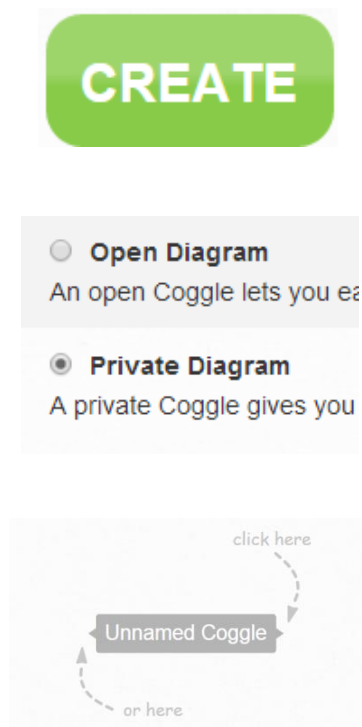 CREATE
Open Diagram
An open Coggle lets you ea
Private Diagram
A private Coggle gives you
click here
Unnamed Coggle
or here